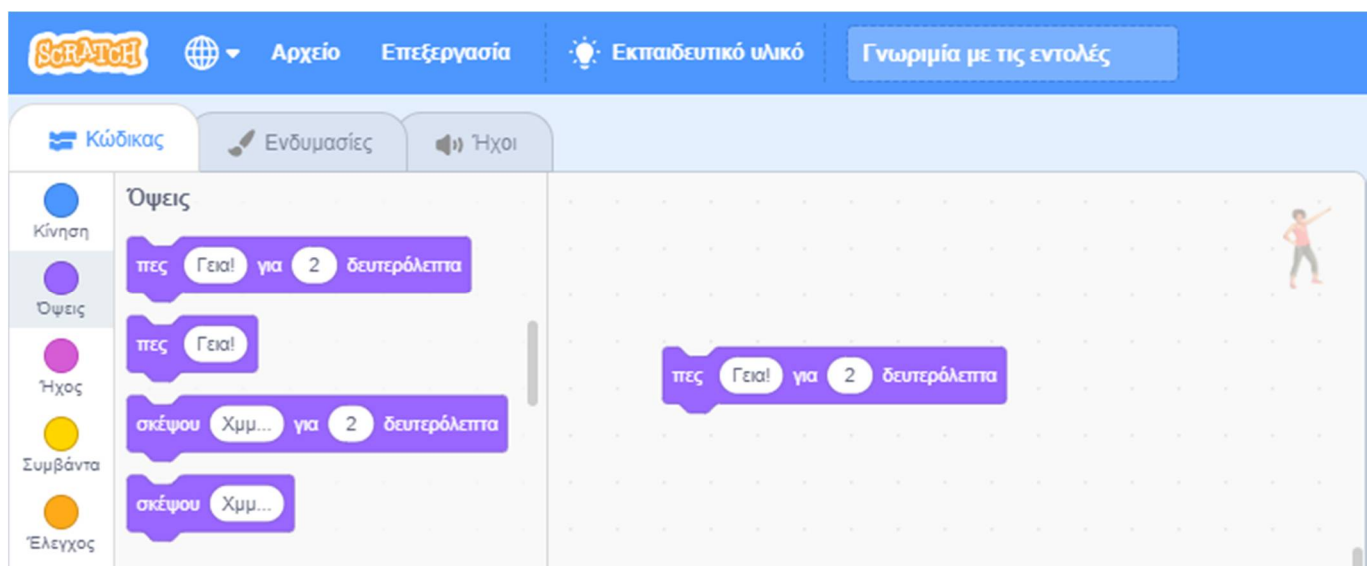 SCRATCH Αρχείο Επεξεργασία Εκπαιδευτικό υλικό Γνωριμία με τις εντολές
Κώδικας Ενδυμασίες Ήχοι
Κίνηση
Όψεις
Ήχος
Συμβάντα
Έλεγχος
Όψεις
πες Γεια! για 2 δευτερόλεπτα
πες Γεια!
σκέψου Χμμ... για 2 δευτερόλεπτα
σκέψου Χμμ...
πες Γεια! για 2 δευτερόλεπτα